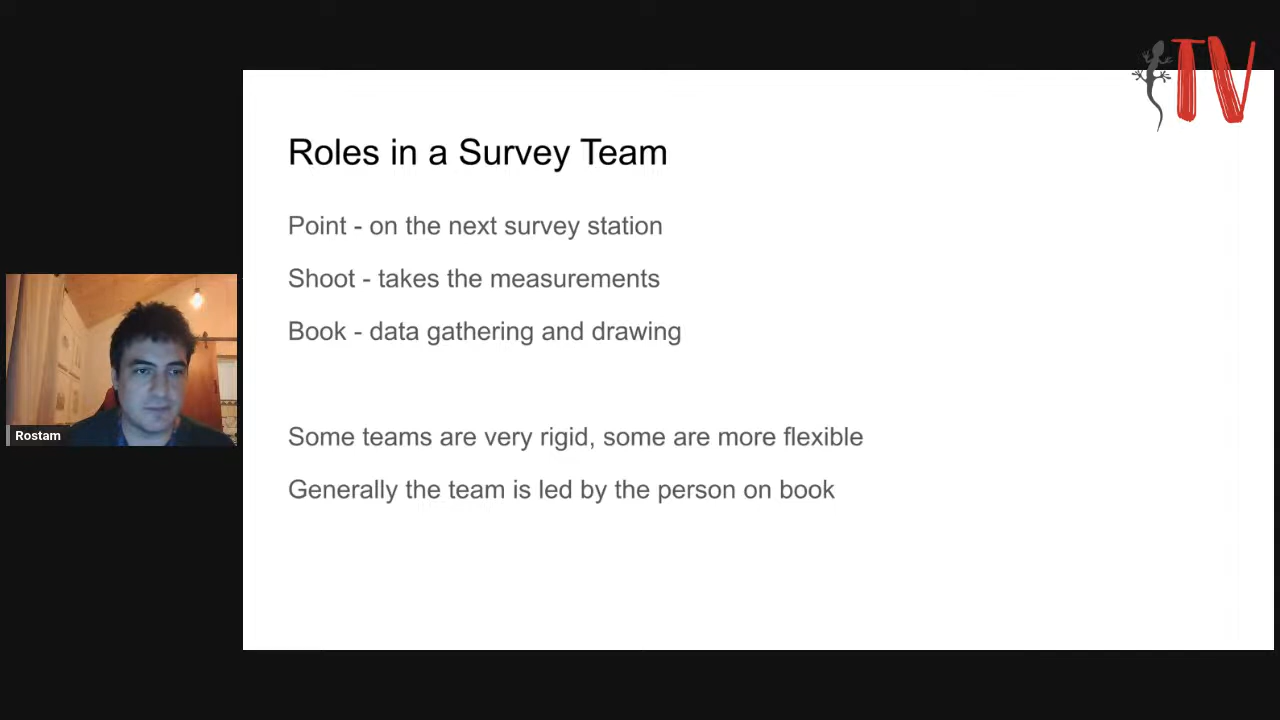 TV
Roles in a Survey Team
Point - on the next survey station
Shoot - takes the measurements
Book - data gathering and drawing
Rostam
Some teams are very rigid, some are more flexible
Generally the team is led by the person on book